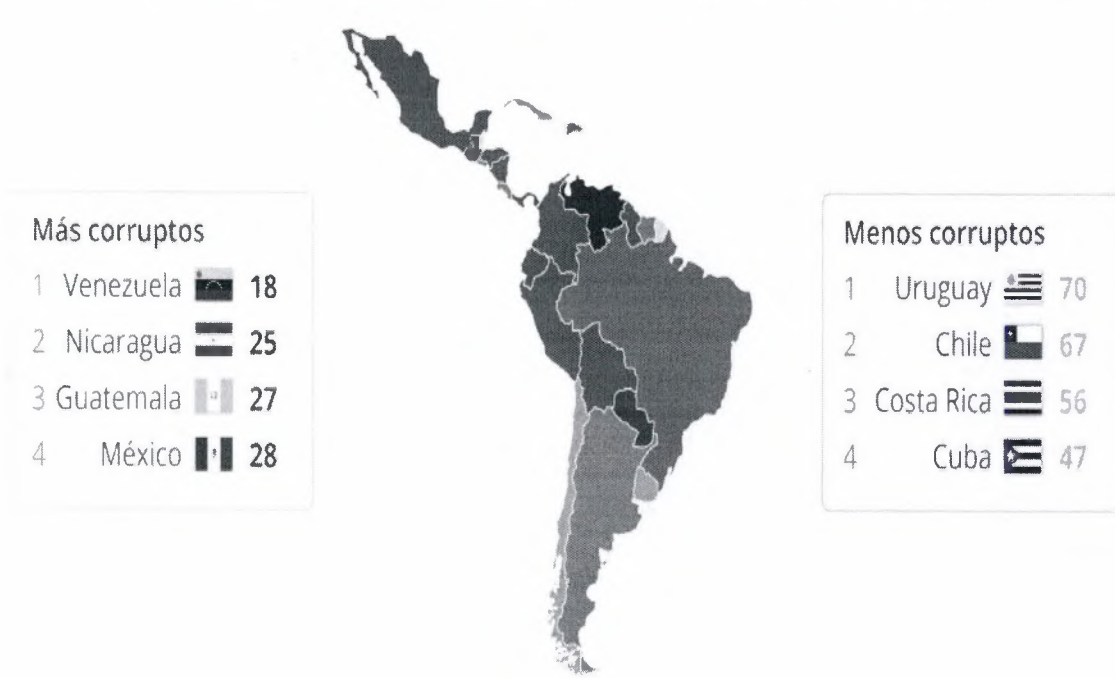 Más corruptos
1 Venezuela 18
2 Nicaragua 25
3 Guatemala 27
4 México 28
Menos corruptos
1 Uruguay 70
2 Chile 67
3 Costa Rica 56
4 Cuba 47